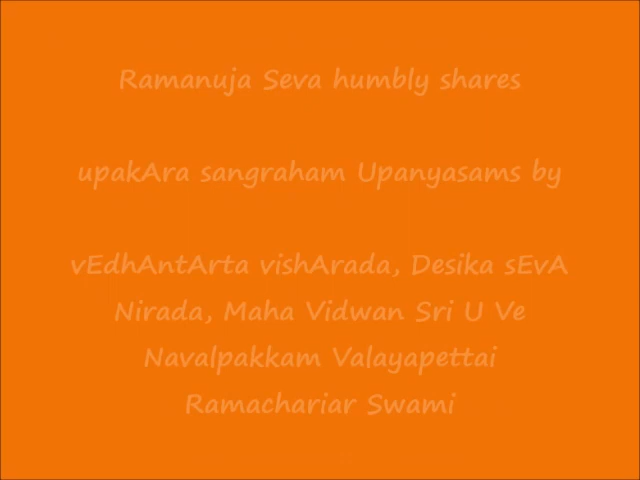 Ramanuja Seva humbly shares
upakAra sangraham Upanyasams by
vEdhAntArta vishArada, Desika sEvA
Nirada, Maha Vidwan Sri U Ve
Navalpakkam Valayapettai
Ramachariar Swami